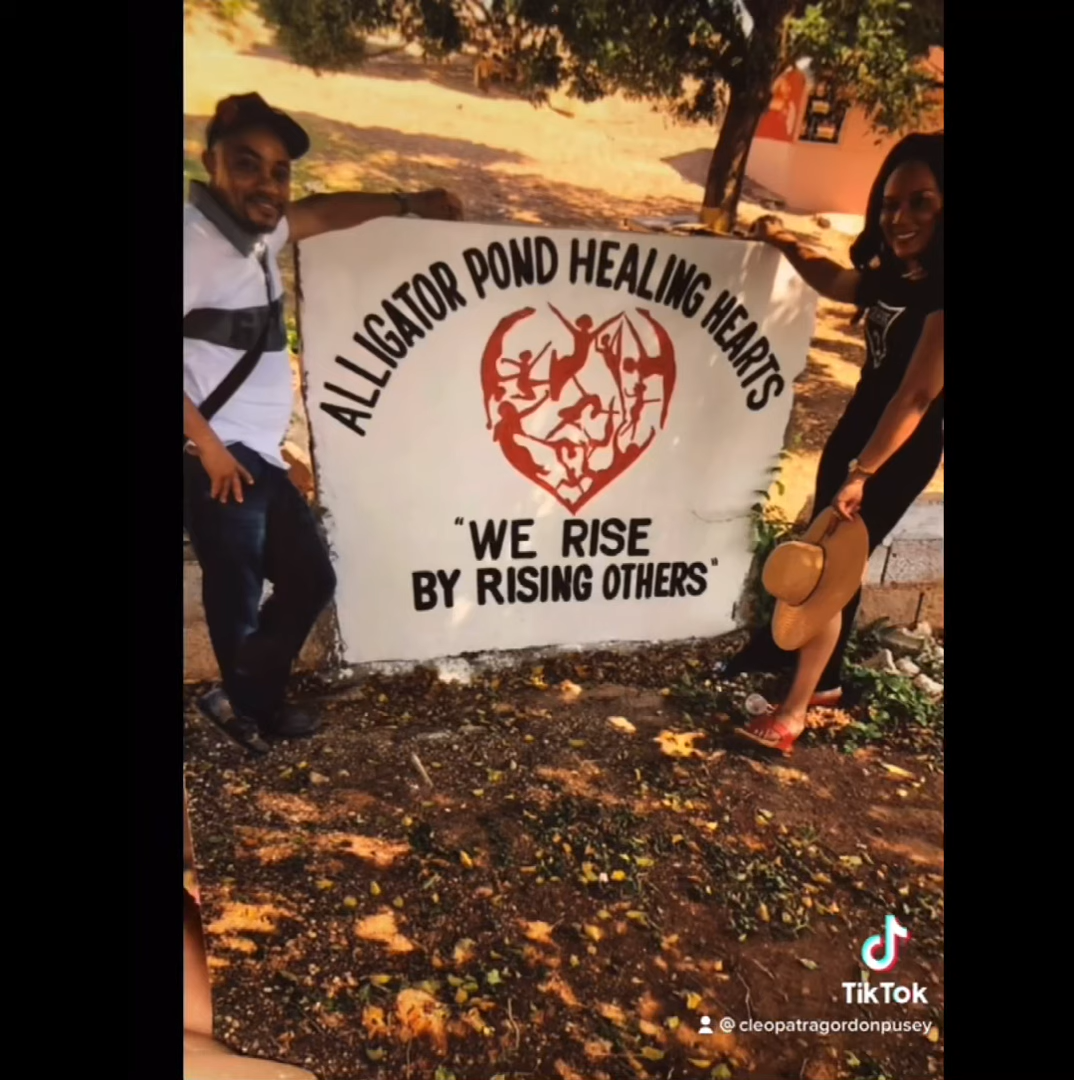 ALLIGATOR POND HEALING HEARTS
"WE RISE
BY RISING OTHERS"
TikTok
@cleopatragordonpusey